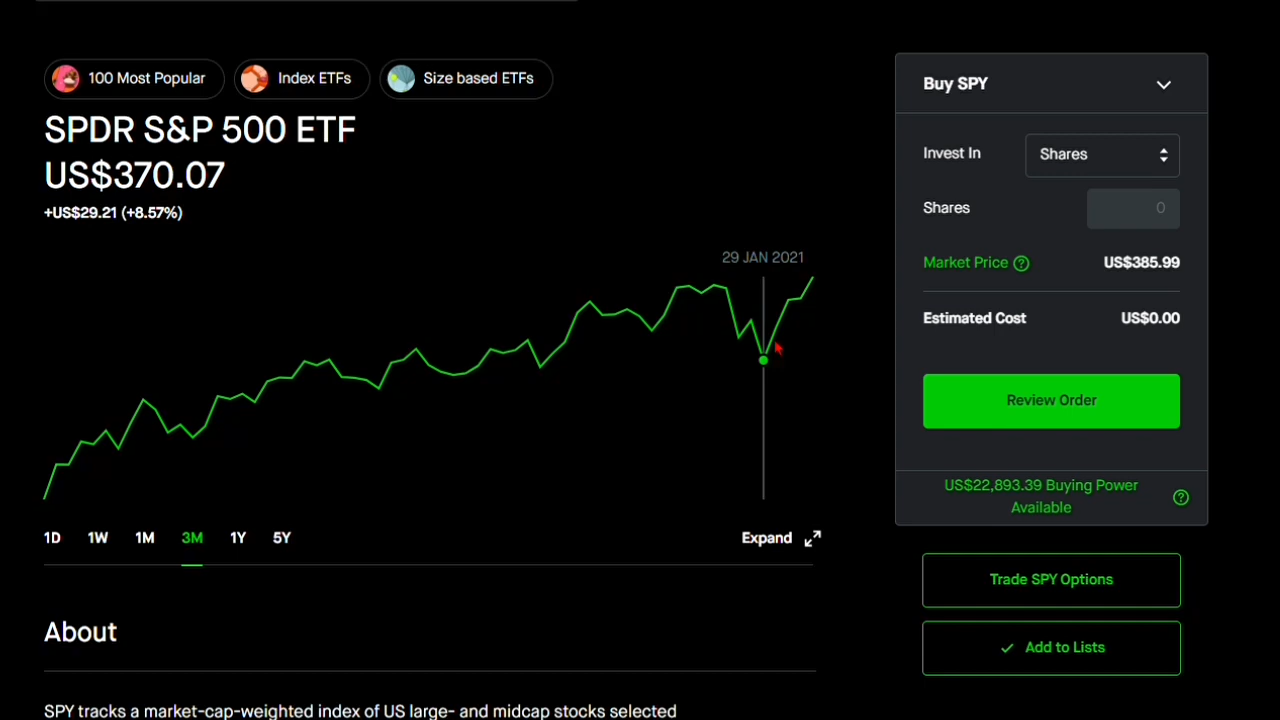 100 Most Popular
Index ETFs
Size based ETFs
SPDR S&P 500 ETF
US$370.07
+US$29.21 (+8.57%)
29 JAN 2021
1D 1W 1M 3M 1Y 5Y
Expand
About
SPY tracks a market-cap-weighted index of US large- and midcap stocks selected
Buy SPY
Invest In Shares
Shares 0
Market Price ? US$385.99
Estimated Cost US$0.00
Review Order
US$22,893.39 Buying Power
Available ?
Trade SPY Options
Add to Lists